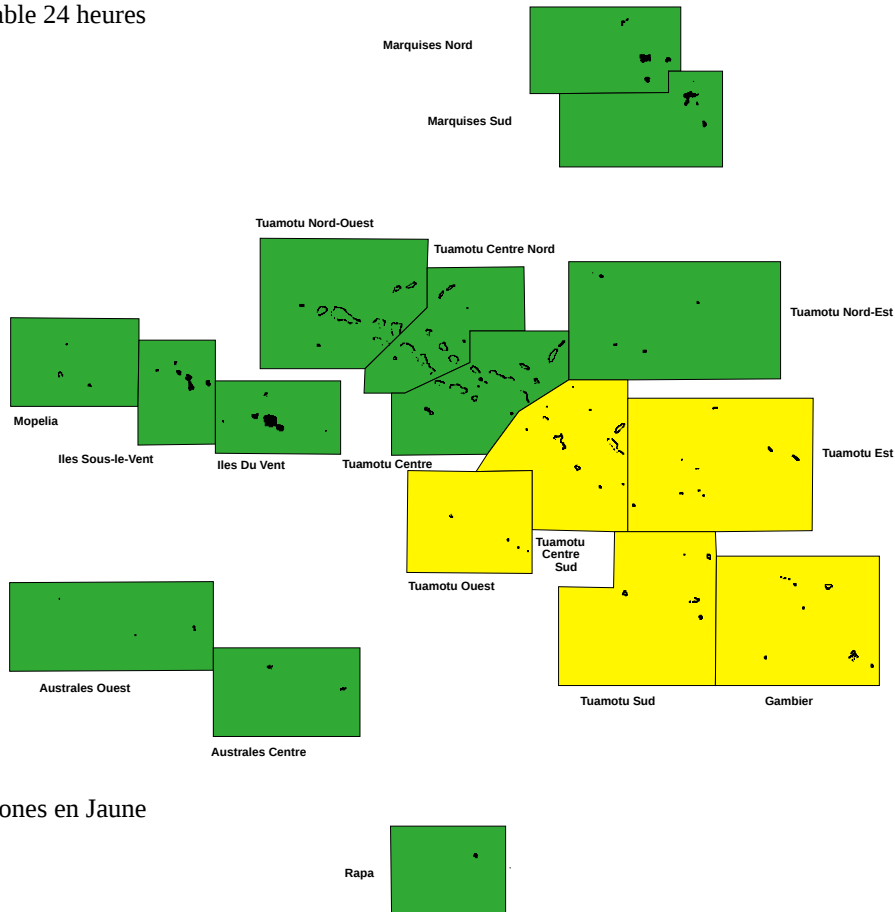 able 24 heures
Marquises Nord
Marquises Sud
Tuamotu Nord-Ouest
Tuamotu Centre Nord
Tuamotu Nord-Est
Mopelia
Iles Sous-le-Vent
Iles Du Vent
Tuamotu Centre
Tuamotu Est
Tuamotu
Centre
Sud
Tuamotu Ouest
Australes Ouest
Tuamotu Sud
Gambier
Australes Centre
ones en Jaune
Rapa